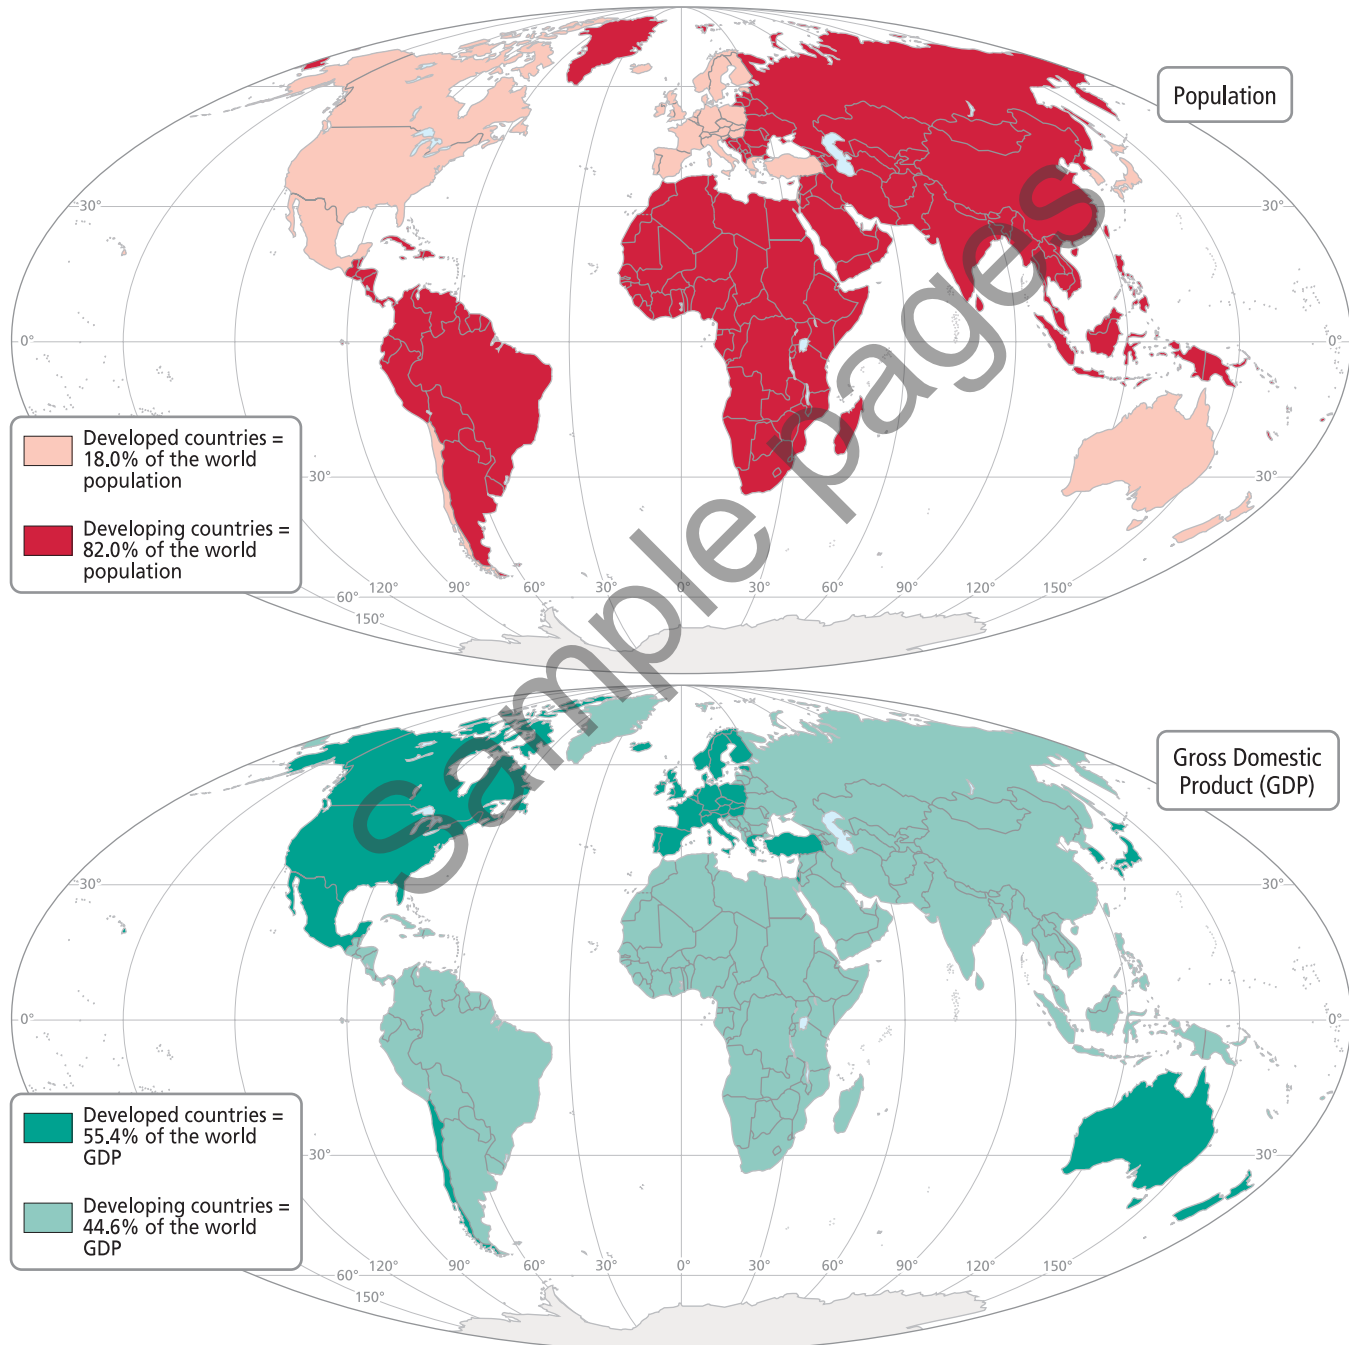 Population
30°
30°
0°
0°
Developed countries =
18.0% of the world
population
Developing countries =
82.0% of the world
population
30°
30°
60°
120°
90°
60°
30°
0°
30°
60°
90°
120°
150°
150°
Sample pages
Gross Domestic
Product (GDP)
30°
30°
0°
0°
Developed countries =
55.4% of the world
GDP
Developing countries =
44.6% of the world
GDP
30°
30°
60°
120°
90°
60°
30°
0°
30°
60°
90°
120°
150°
150°